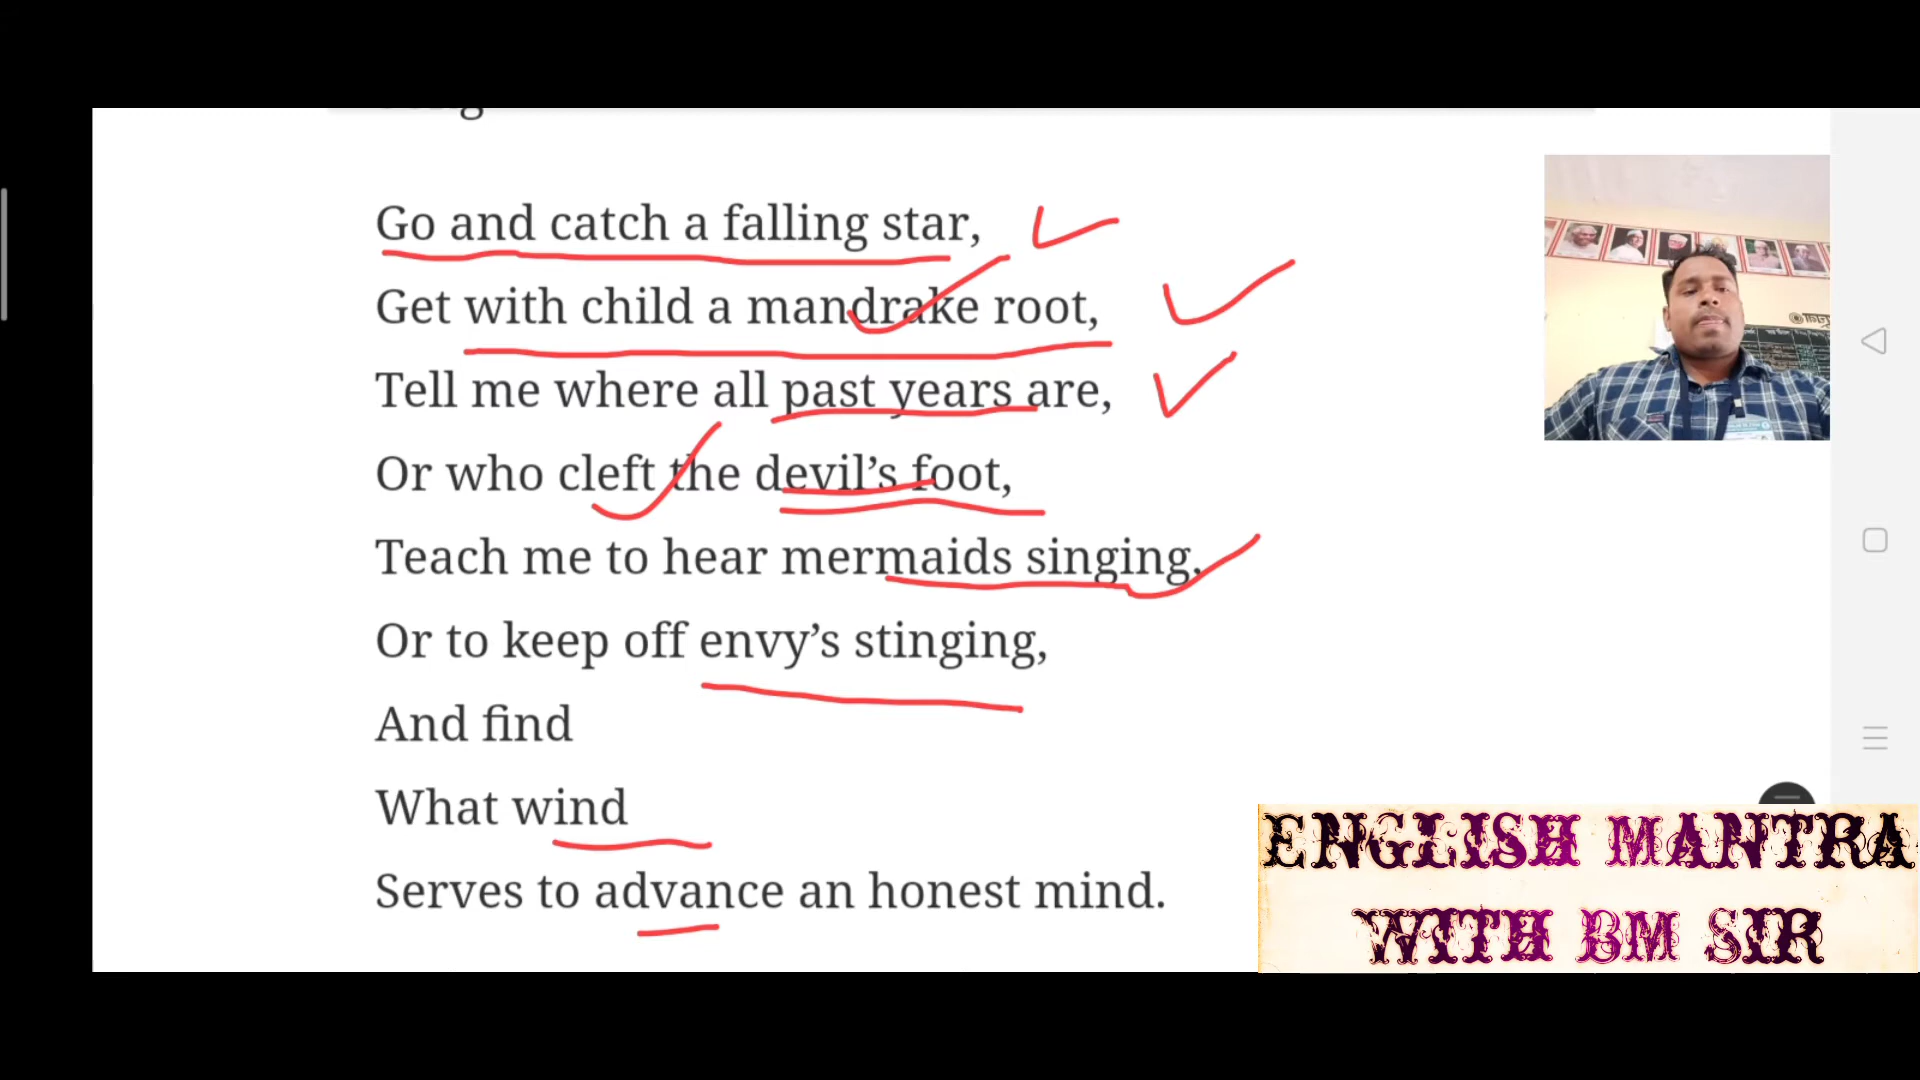 Go and catch a falling star,
Get with child a mandrake root,
Tell me where all past years are,
Or who cleft the devil’s foot,
Teach me to hear mermaids singing,
Or to keep off envy’s stinging,
And find
What wind
Serves to advance an honest mind.
ENGLISH MANTRA
WITH BM SIR